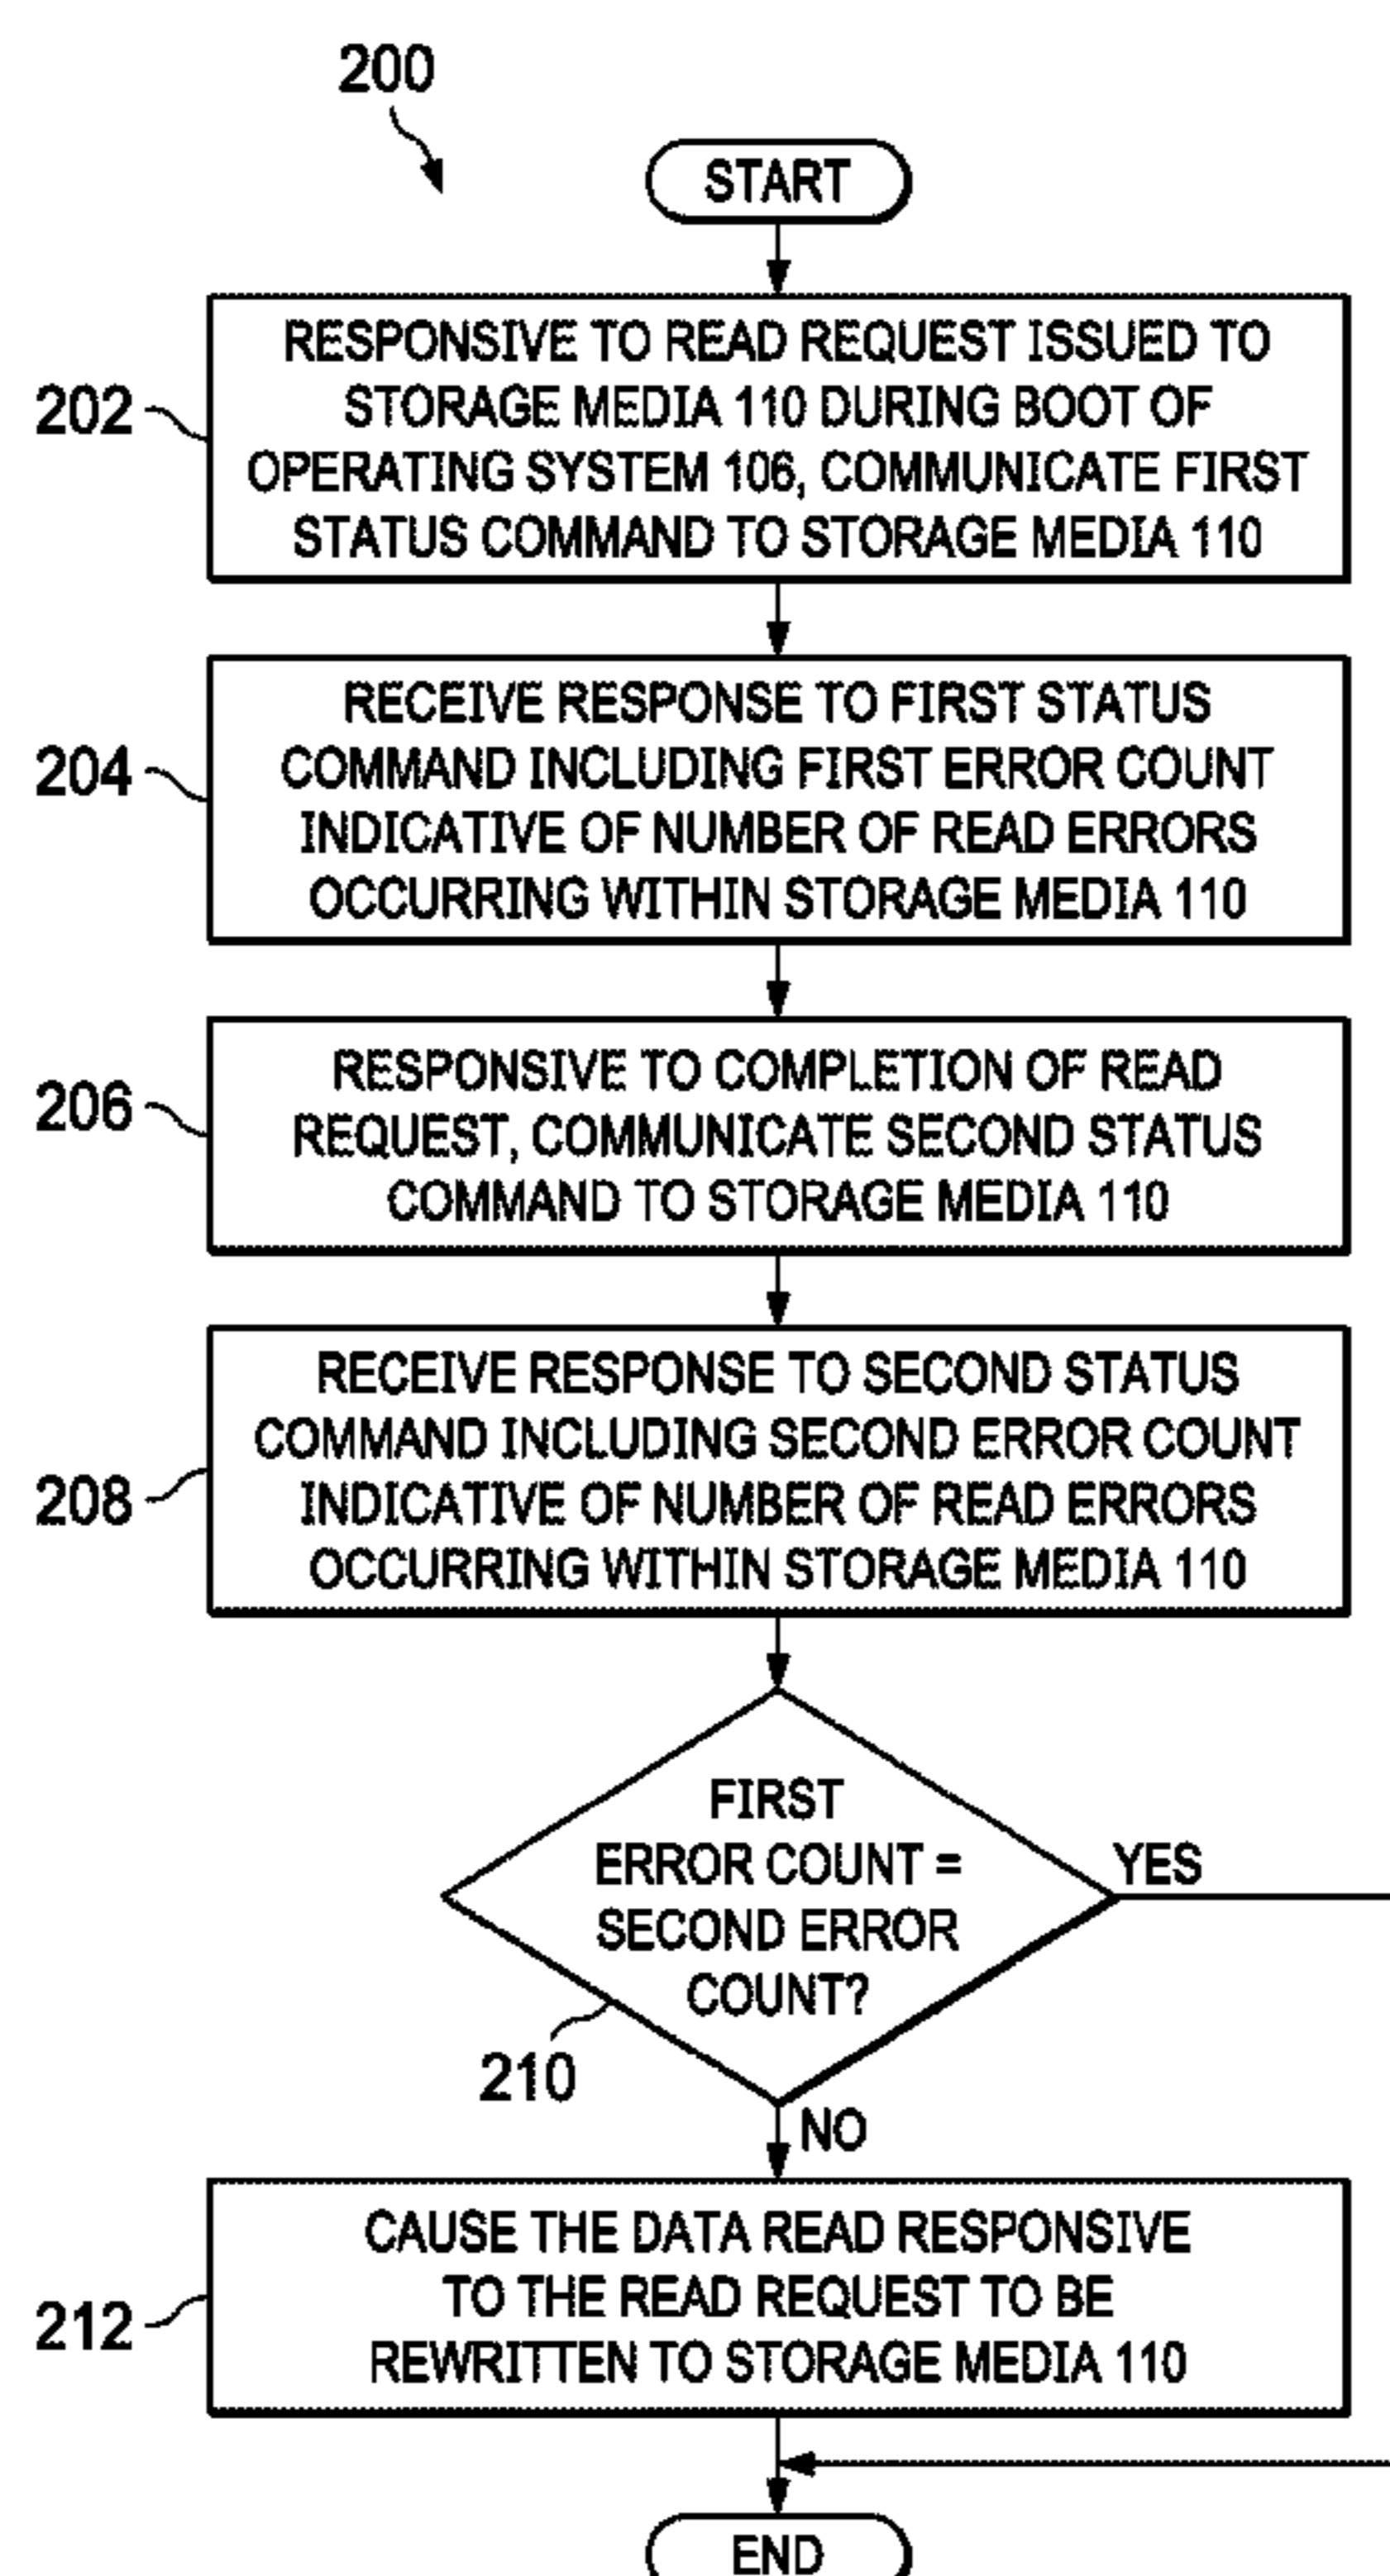 200
START
202
RESPONSIVE TO READ REQUEST ISSUED TO
STORAGE MEDIA 110 DURING BOOT OF
OPERATING SYSTEM 106, COMMUNICATE FIRST
STATUS COMMAND TO STORAGE MEDIA 110
204
RECEIVE RESPONSE TO FIRST STATUS
COMMAND INCLUDING FIRST ERROR COUNT
INDICATIVE OF NUMBER OF READ ERRORS
OCCURRING WITHIN STORAGE MEDIA 110
206
RESPONSIVE TO COMPLETION OF READ
REQUEST, COMMUNICATE SECOND STATUS
COMMAND TO STORAGE MEDIA 110
208
RECEIVE RESPONSE TO SECOND STATUS
COMMAND INCLUDING SECOND ERROR COUNT
INDICATIVE OF NUMBER OF READ ERRORS
OCCURRING WITHIN STORAGE MEDIA 110
FIRST
ERROR COUNT =
SECOND ERROR
COUNT?
YES
210
NO
212
CAUSE THE DATA READ RESPONSIVE
TO THE READ REQUEST TO BE
REWRITTEN TO STORAGE MEDIA 110
END